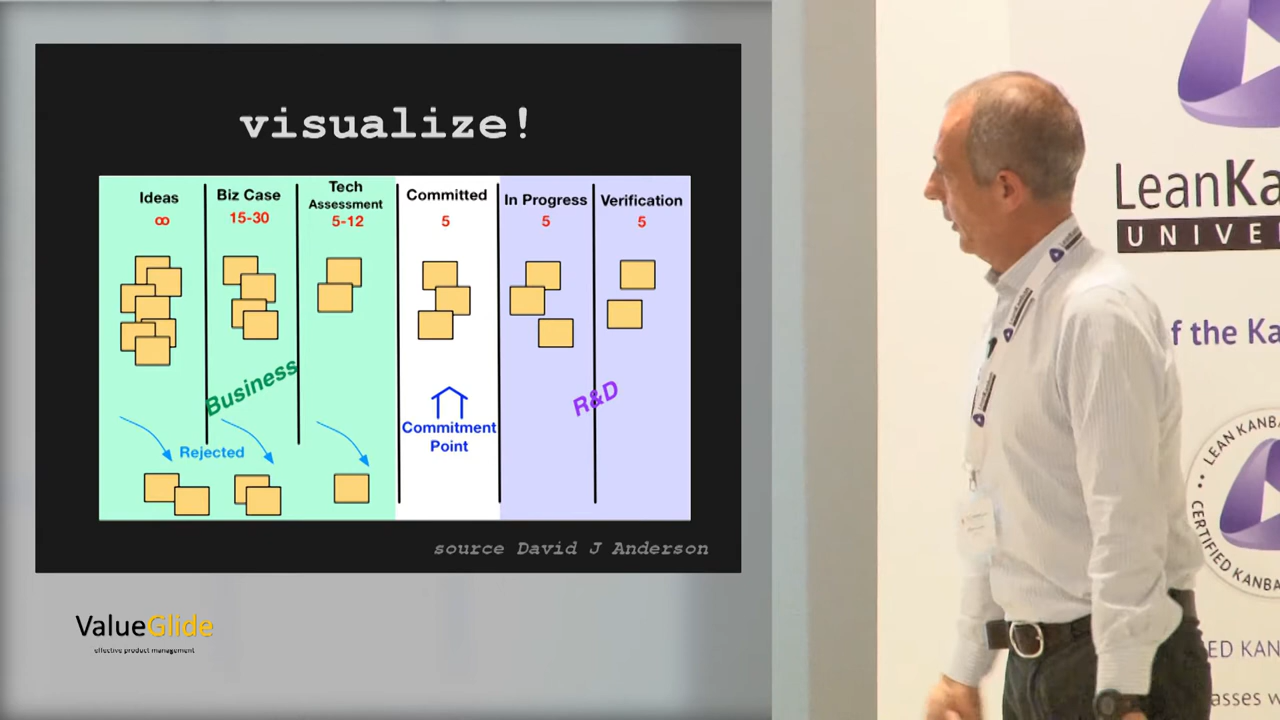 visualize!
Ideas
∞
Biz Case
15-30
Tech
Assessment
5-12
Committed
5
In Progress
5
Verification
5
Business
R&D
Rejected
Commitment
Point
source David J Anderson
ValueGlide
effective product management
LeanKa
UNIVE
f the Ka
LEAN KANBA
CERTIFIED KANBA
ED KAN
asses w